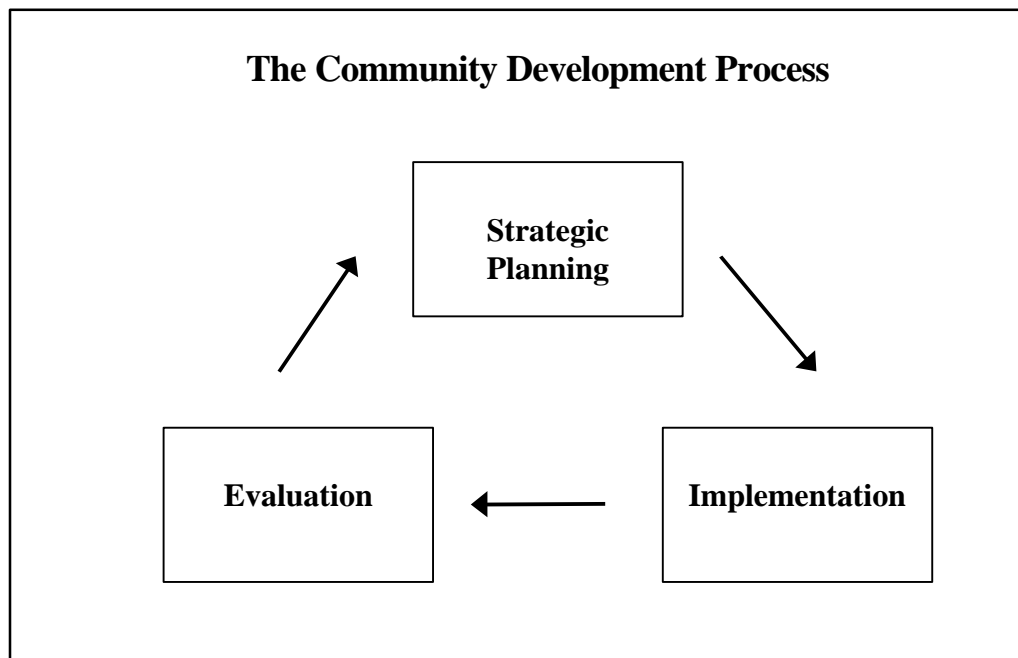 The Community Development Process
Strategic
Planning
Evaluation
Implementation